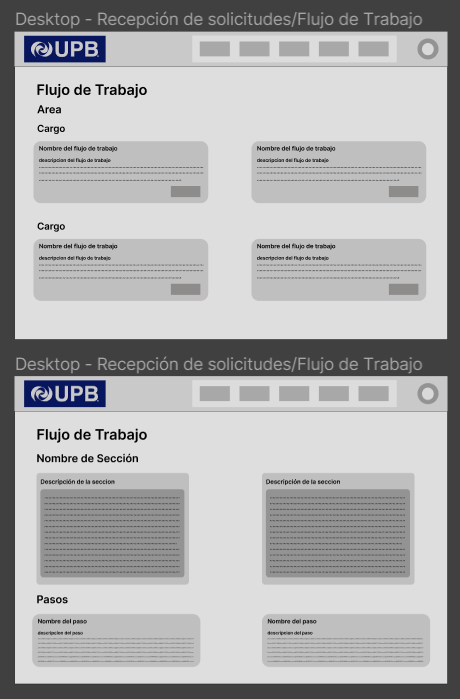 Desktop - Recepción de solicitudes/Flujo de Trabajo
UPB
Flujo de Trabajo
Area
Cargo
Nombre del flujo de trabajo
descripcion del flujo de trabajo
Nombre del flujo de trabajo
descripcion del flujo de trabajo
Cargo
Nombre del flujo de trabajo
descripcion del flujo de trabajo
Nombre del flujo de trabajo
descripcion del flujo de trabajo
Desktop - Recepción de solicitudes/Flujo de Trabajo
UPB
Flujo de Trabajo
Nombre de Sección
Descripción de la seccion
Descripción de la seccion
Pasos
Nombre del paso
descripcion del paso
Nombre del paso
descripcion del paso